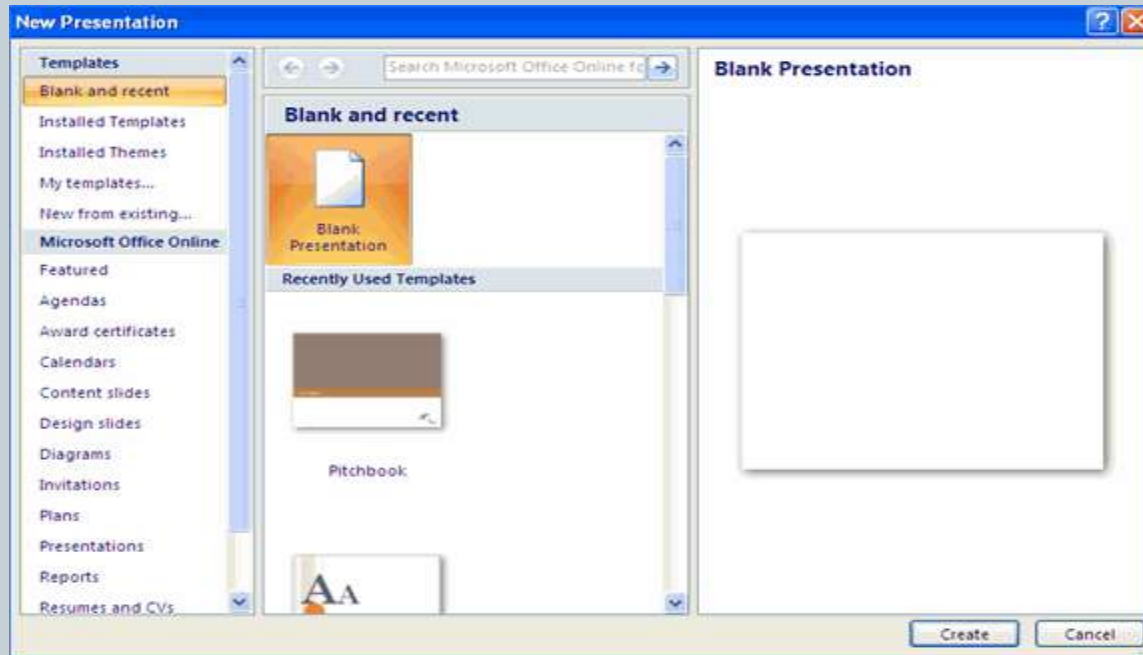 New Presentation
Templates
Blank and recent
Installed Templates
Installed Themes
My templates...
New from existing...
Microsoft Office Online
Featured
Agendas
Award certificates
Calendars
Content slides
Design slides
Diagrams
Invitations
Plans
Presentations
Reports
Resumes and CVs
Search Microsoft Office Online fo
Blank and recent
Blank
Presentation
Recently Used Templates
Pitchbook
AA
Blank Presentation
Create
Cancel